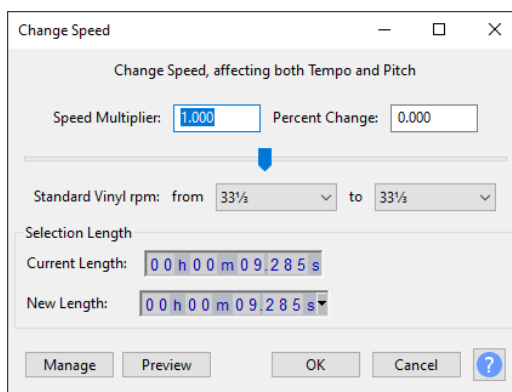 Change Speed
Change Speed, affecting both Tempo and Pitch
Speed Multiplier: 1.000 Percent Change: 0.000
Standard Vinyl rpm: from 33⅓ to 33⅓
Selection Length
Current Length: 00h00m09.285s
New Length: 00h00m09.285s
Manage Preview OK Cancel ?